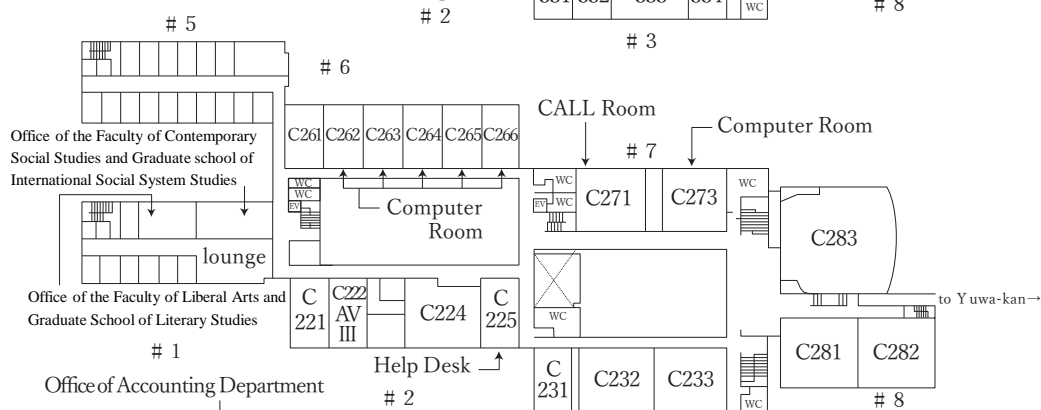 # 2
WC
# 8
# 3
# 5
# 6
C261 C262 C263 C264 C265 C266
CALL Room
Computer Room
# 7
Office of the Faculty of Contemporary
Social Studies and Graduate school of
International Social System Studies
WC
WC
EV
Computer
Room
WC
WC
EV
C271
C273
WC
C283
lounge
Office of the Faculty of Liberal Arts and
Graduate School of Literary Studies
C
221
C222
AV
III
C224
C
225
WC
to Yuwa-kan→
C281
C282
# 1
Help Desk
Office of Accounting Department
# 2
C
231
C232
C233
WC
# 8